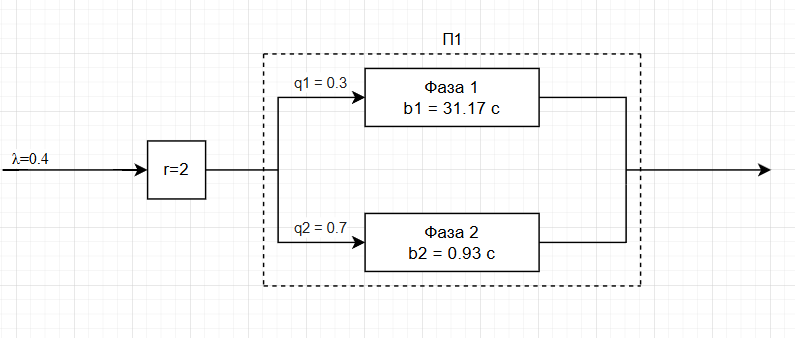 П1
q1 = 0.3
Фаза 1
b1 = 31.17 с
λ=0.4
r=2
q2 = 0.7
Фаза 2
b2 = 0.93 с